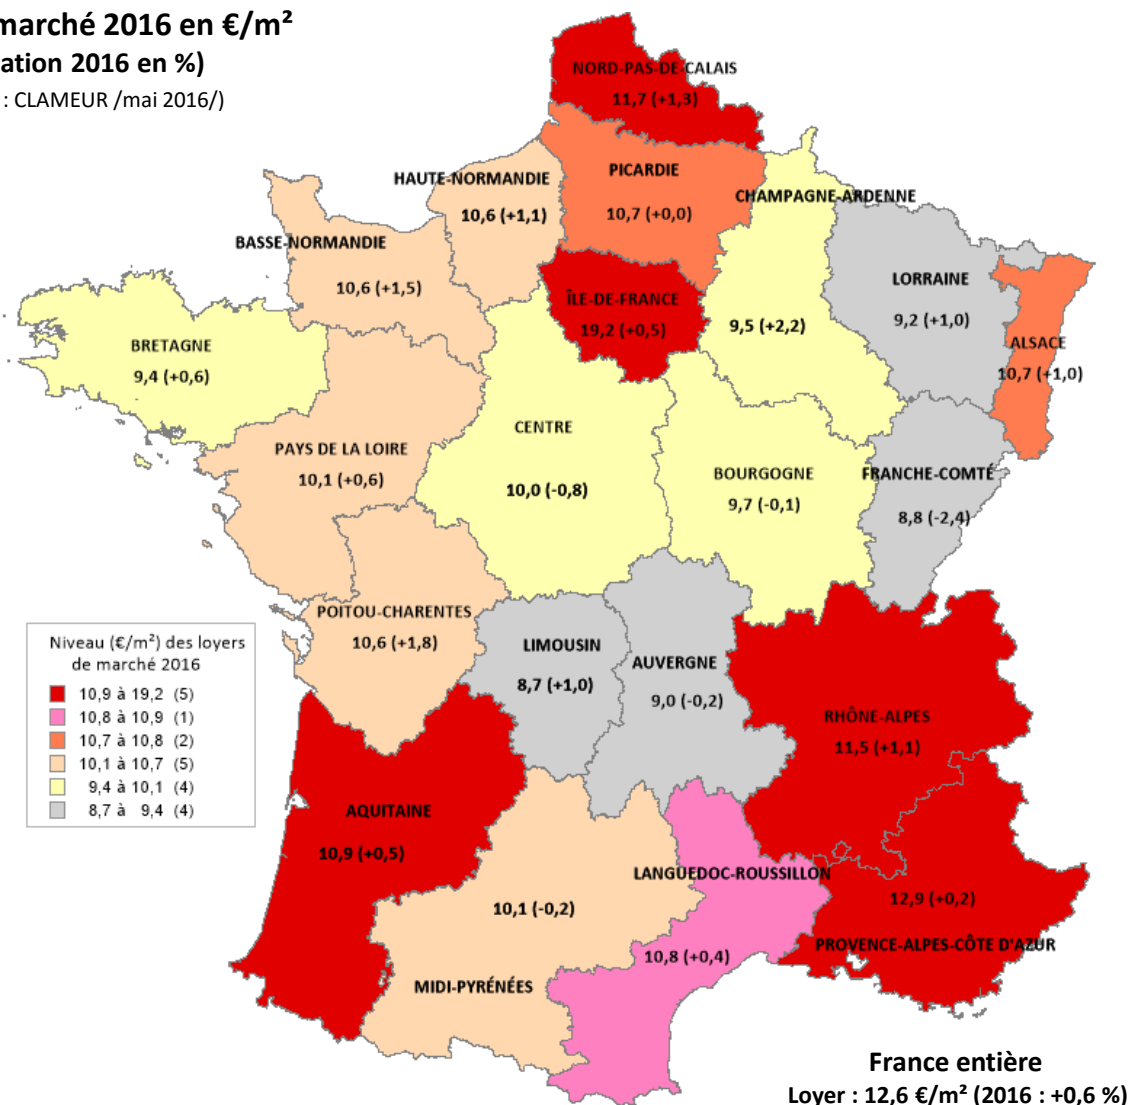 marché 2016 en €/m²
ation 2016 en %)
: CLAMEUR /mai 2016/)
NORD-PAS-DE-CALAIS
11,7 (+1,3)
HAUTE-NORMANDIE
10,6 (+1,1)
PICARDIE
10,7 (+0,0)
CHAMPAGNE-ARDENNE
9,5 (+2,2)
BASSE-NORMANDIE
10,6 (+1,5)
ÎLE-DE-FRANCE
19,2 (+0,5)
LORRAINE
9,2 (+1,0)
ALSACE
10,7 (+1,0)
BRETAGNE
9,4 (+0,6)
PAYS DE LA LOIRE
10,1 (+0,6)
CENTRE
10,0 (-0,8)
BOURGOGNE
9,7 (-0,1)
FRANCHE-COMTÉ
8,8 (-2,4)
POITOU-CHARENTES
10,6 (+1,8)
LIMOUSIN
8,7 (+1,0)
AUVERGNE
9,0 (-0,2)
RHÔNE-ALPES
11,5 (+1,1)
Niveau (€/m²) des loyers
de marché 2016
10,9 à 19,2 (5)
10,8 à 10,9 (1)
10,7 à 10,8 (2)
10,1 à 10,7 (5)
9,4 à 10,1 (4)
8,7 à 9,4 (4)
AQUITAINE
10,9 (+0,5)
10,1 (-0,2)
MIDI-PYRÉNÉES
LANGUEDOC-ROUSSILLON
10,8 (+0,4)
12,9 (+0,2)
PROVENCE-ALPES-CÔTE D'AZUR
France entière
Loyer : 12,6 €/m² (2016 : +0,6 %)